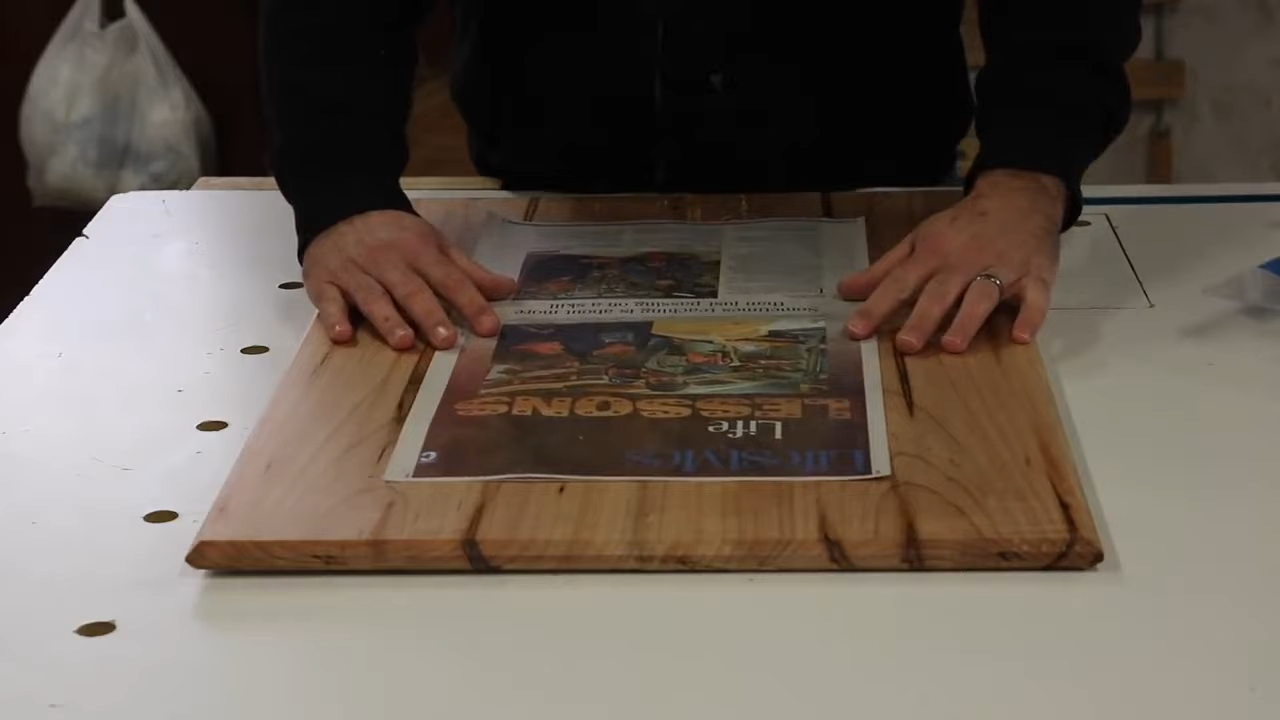 LifeStyles
Life
LESSONS
Sometimes teaching is about more
than just passing on a skill